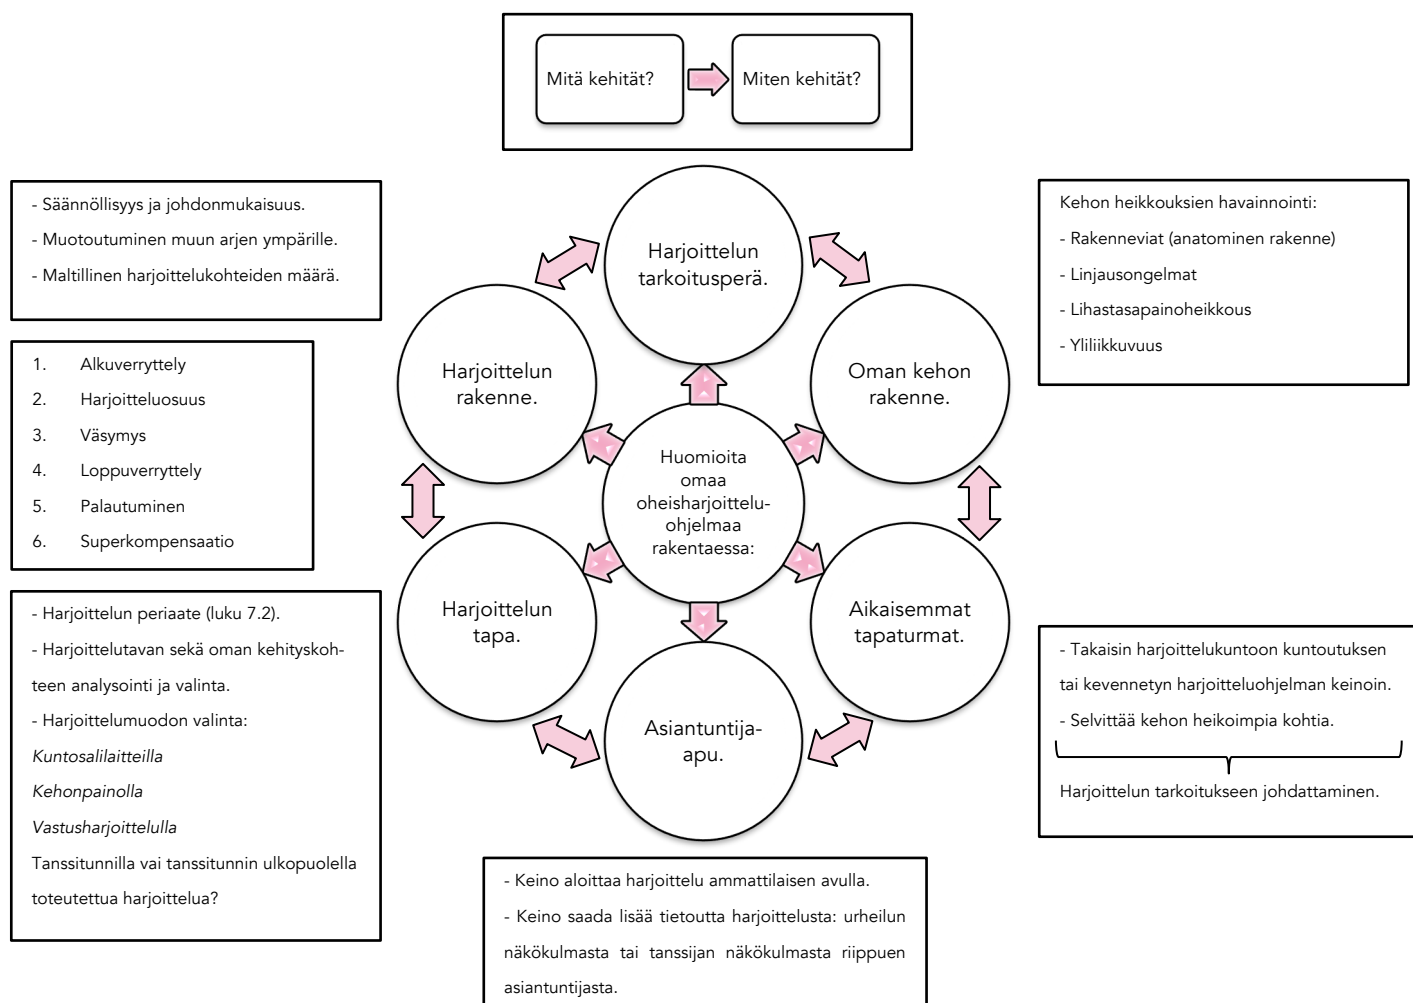 Mitä kehität?
Miten kehität?
- Säännöllisyys ja johdonmukaisuus.
- Muotoutuminen muun arjen ympärille.
- Maltillinen harjoittelukohteiden määrä.
Harjoittelun
tarkoitusperä.
Kehon heikkouksien havainnointi:
- Rakenneviat (anatominen rakenne)
- Linjausongelmat
- Lihastasapainoheikkous
- Yliliikkuvuus
1. Alkuverryttely
2. Harjoitteluosuus
3. Väsymys
4. Loppuverryttely
5. Palautuminen
6. Superkompensaatio
Harjoittelun
rakenne.
Oman kehon
rakenne.
Huomioita
omaa
oheisharjoittelu-
ohjelmaa
rakentaessa:
- Harjoittelun periaate (luku 7.2).
- Harjoittelutavan sekä oman kehityskoh-
teen analysointi ja valinta.
- Harjoittelumuodon valinta:
Kuntosalilaitteilla
Kehonpainolla
Vastusharjoittelulla
Tanssitunnilla vai tanssitunnin ulkopuolella
toteutettua harjoittelua?
Harjoittelun
tapa.
Aikaisemmat
tapaturmat.
- Takaisin harjoittelukuntoon kuntoutuksen
tai kevennetyn harjoitteluohjelman keinoin.
- Selvittää kehon heikoimpia kohtia.
Harjoittelun tarkoitukseen johdattaminen.
Asiantuntija-
apu.
- Keino aloittaa harjoittelu ammattilaisen avulla.
- Keino saada lisää tietoutta harjoittelusta: urheilun
näkökulmasta tai tanssijan näkökulmasta riippuen
asiantuntijasta.